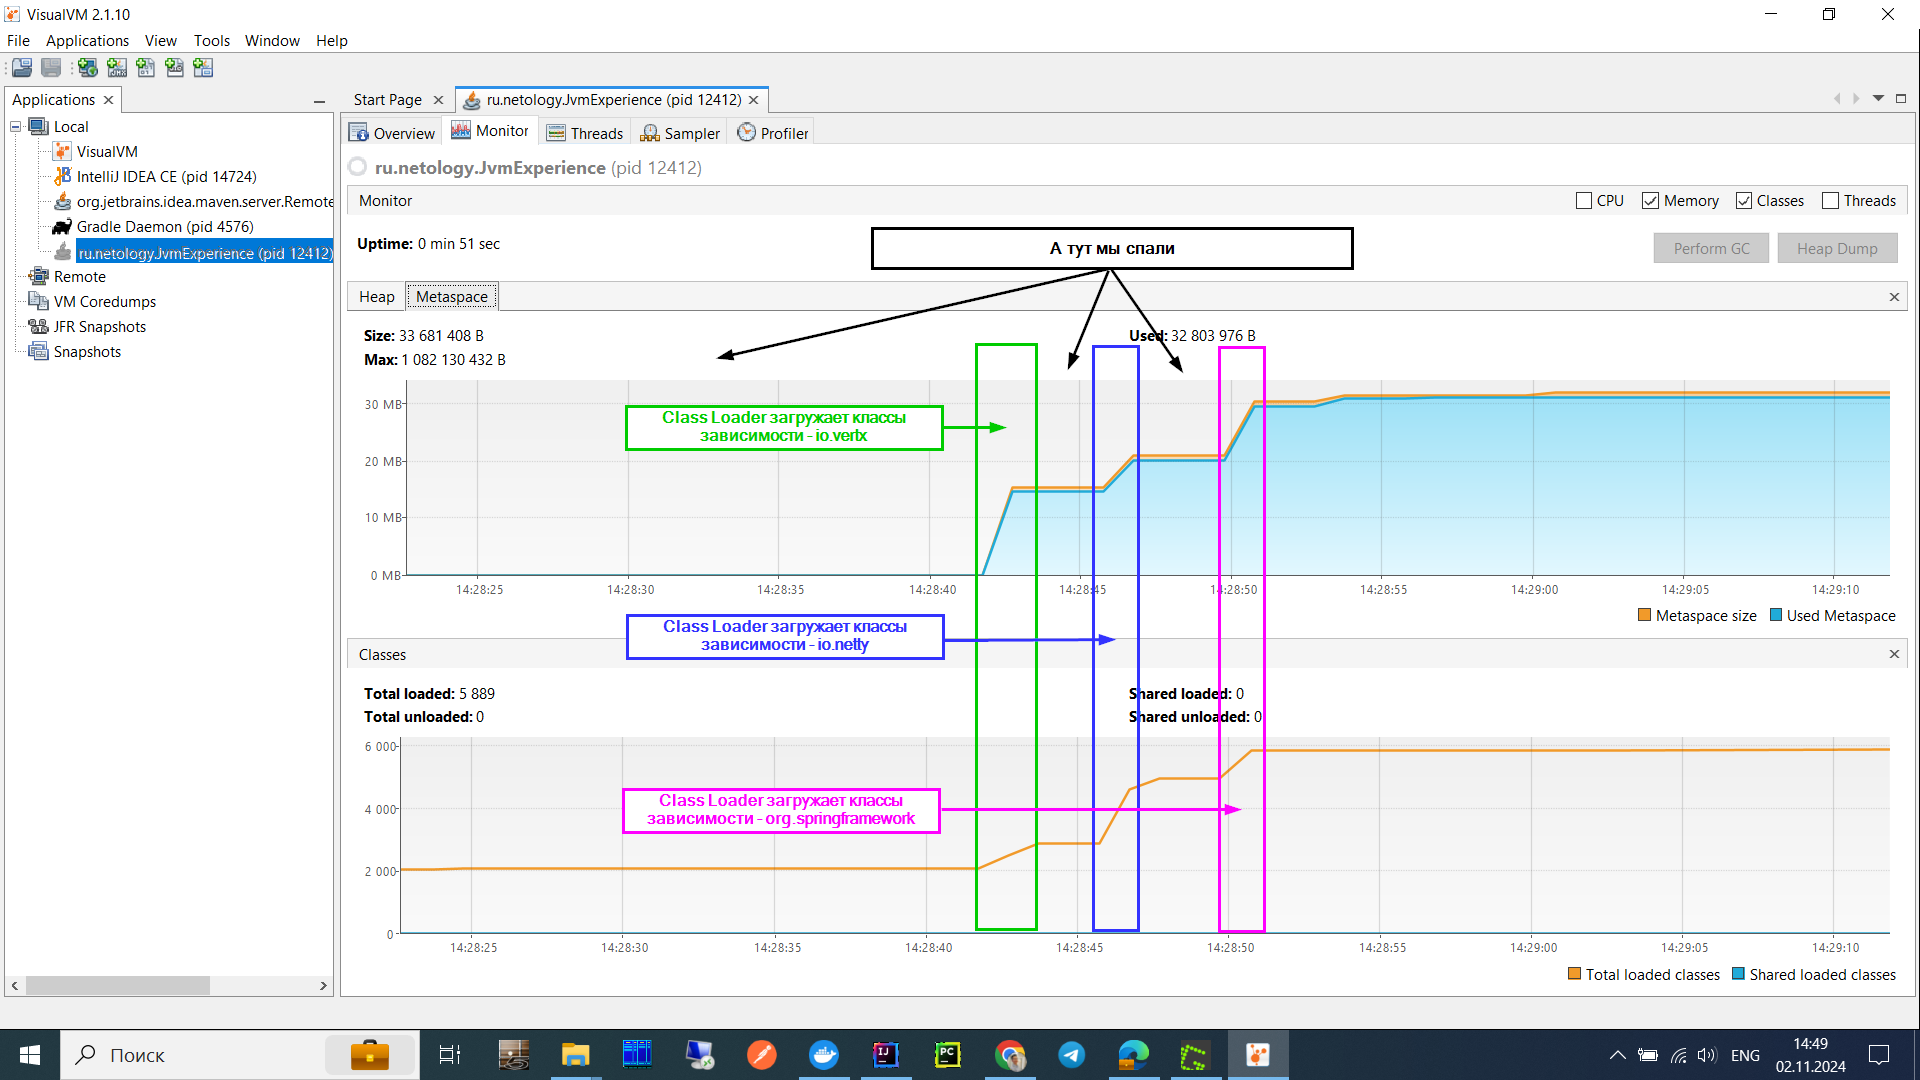 VisualVM 2.1.10
File Applications View Tools Window Help
Applications
Start Page
ru.netology.JvmExperience (pid 12412)
Local
VisualVM
IntelliJ IDEA CE (pid 14724)
org.jetbrains.idea.maven.server.Remote
Gradle Daemon (pid 4576)
ru.netology.JvmExperience (pid 12412)
Remote
VM Coredumps
JFR Snapshots
Snapshots
Overview Monitor Threads Sampler Profiler
ru.netology.JvmExperience (pid 12412)
Monitor
CPU Memory Classes Threads
Uptime: 0 min 51 sec
А тут мы спали
Perform GC Heap Dump
Heap Metaspace
Size: 33 681 408 B
Used: 32 803 976 B
Max: 1 082 130 432 B
30 MB
20 MB
10 MB
0 MB
Class Loader загружает классы
зависимости - io.vertx
14:28:25 14:28:30 14:28:35 14:28:40 14:28:45 14:28:50 14:28:55 14:29:00 14:29:05 14:29:10
Metaspace size Used Metaspace
Class Loader загружает классы
зависимости - io.netty
Classes
Total loaded: 5 889
Shared loaded: 0
Total unloaded: 0
Shared unloaded: 0
6 000
4 000
2 000
0
Class Loader загружает классы
зависимости - org.springframework
14:28:25 14:28:30 14:28:35 14:28:40 14:28:45 14:28:50 14:28:55 14:29:00 14:29:05 14:29:10
Total loaded classes Shared loaded classes
Поиск
ENG
14:49
02.11.2024